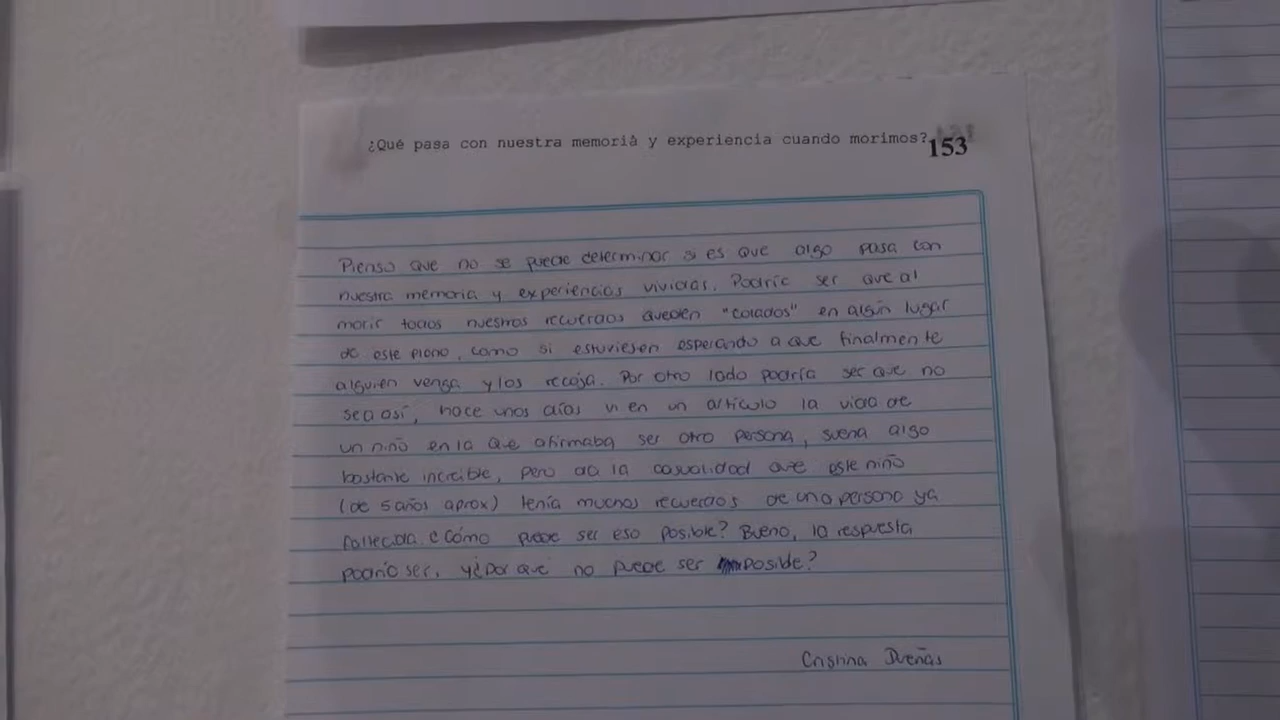 ¿Qué pasa con nuestra memoria y experiencia cuando morimos?
153
Pienso que no se puede determinar si es que algo pasa con
nuestra memoria y experiencias vividas. Podría ser que al
morir todos nuestros recuerdos queden "colados" en algún lugar
de este plano, como si estuviesen esperando a que finalmente
alguien venga y los recoja. Por otro lado podría ser que no
sea así, hace unos días vi en un artículo la vida de
un niño en la que afirmaba ser otra persona, suena algo
bastante increíble, pero da la casualidad que este niño
(de 5 años aprox) tenía muchos recuerdos de una persona ya
fallecida ¿Cómo puede ser eso posible? Bueno, la respuesta
podría ser, y¿por qué no puede ser posible?
Cristina Dueñas